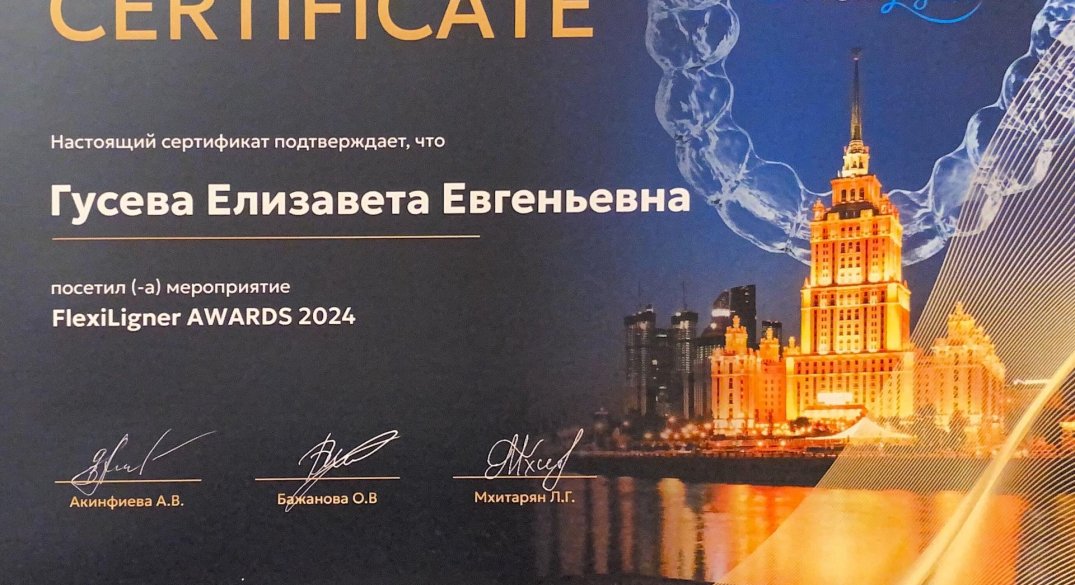 CERTIFICATE
Настоящий сертификат подтверждает, что
Гусева Елизавета Евгеньевна
посетил (-а) мероприятие
FlexiLigner AWARDS 2024
Акинфиева А.В.
Бажанова О.В
Мхитарян Л.Г.